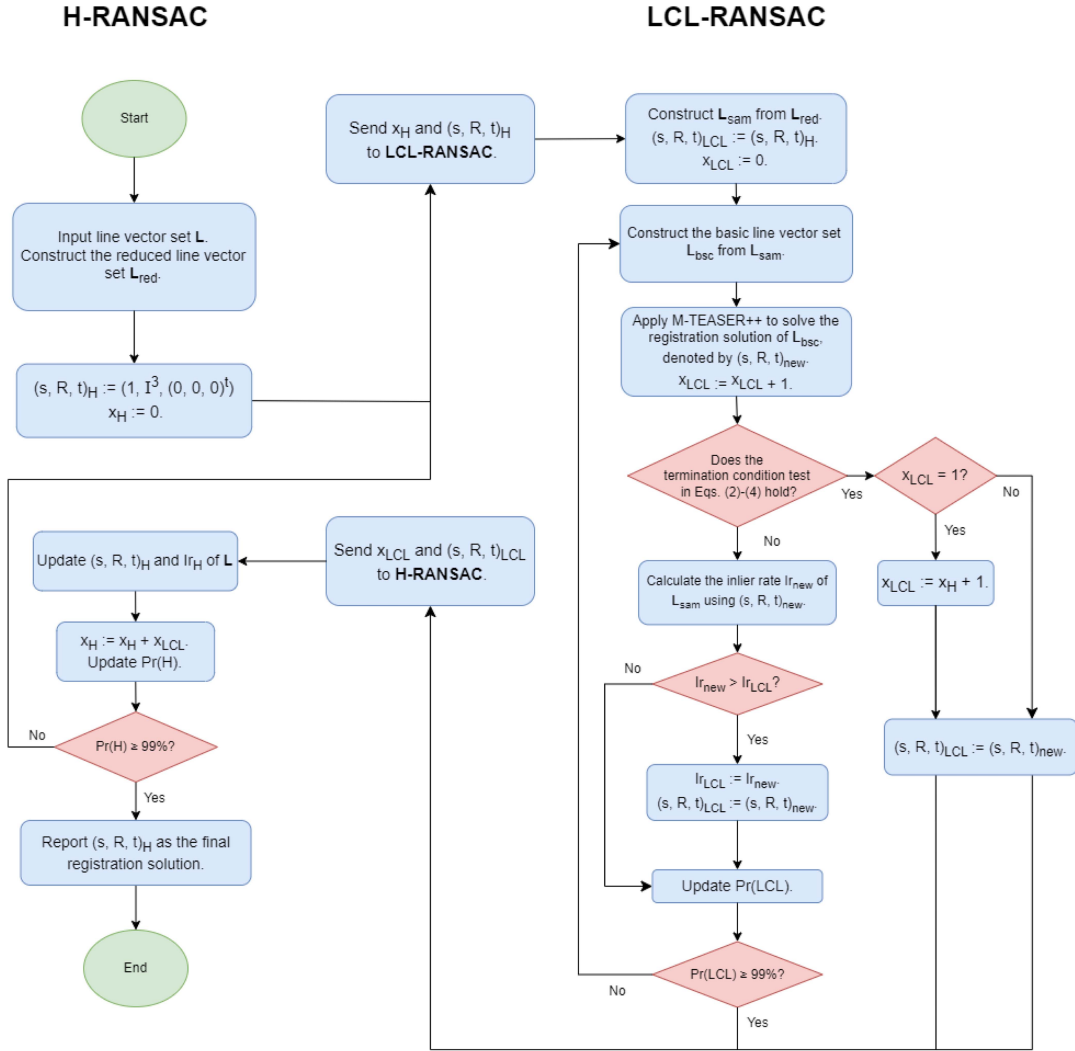 H-RANSAC
LCL-RANSAC
Start
Input line vector set L.
Construct the reduced line vector
set L_red.
(s, R, t)_H := (1, I^3, (0, 0, 0)^t)
x_H := 0.
Send x_H and (s, R, t)_H
to LCL-RANSAC.
Construct L_sam from L_red.
(s, R, t)_LCL := (s, R, t)_H.
x_LCL := 0.
Construct the basic line vector set
L_bsc from L_sam.
Apply M-TEASER++ to solve the
registration solution of L_bsc,
denoted by (s, R, t)_new.
x_LCL := x_LCL + 1.
Does the
termination condition test
in Eqs. (2)-(4) hold?
Yes
No
x_LCL = 1?
No
Yes
x_LCL := x_H + 1.
(s, R, t)_LCL := (s, R, t)_new.
Calculate the inlier rate Ir_new of
L_sam using (s, R, t)_new.
Ir_new > Ir_LCL?
No
Yes
Ir_LCL := Ir_new.
(s, R, t)_LCL := (s, R, t)_new.
Update Pr(LCL).
Pr(LCL) ≥ 99%?
No
Yes
Send x_LCL and (s, R, t)_LCL
to H-RANSAC.
Update (s, R, t)_H and Ir_H of L
x_H := x_H + x_LCL.
Update Pr(H).
Pr(H) ≥ 99%?
No
Yes
Report (s, R, t)_H as the final
registration solution.
End